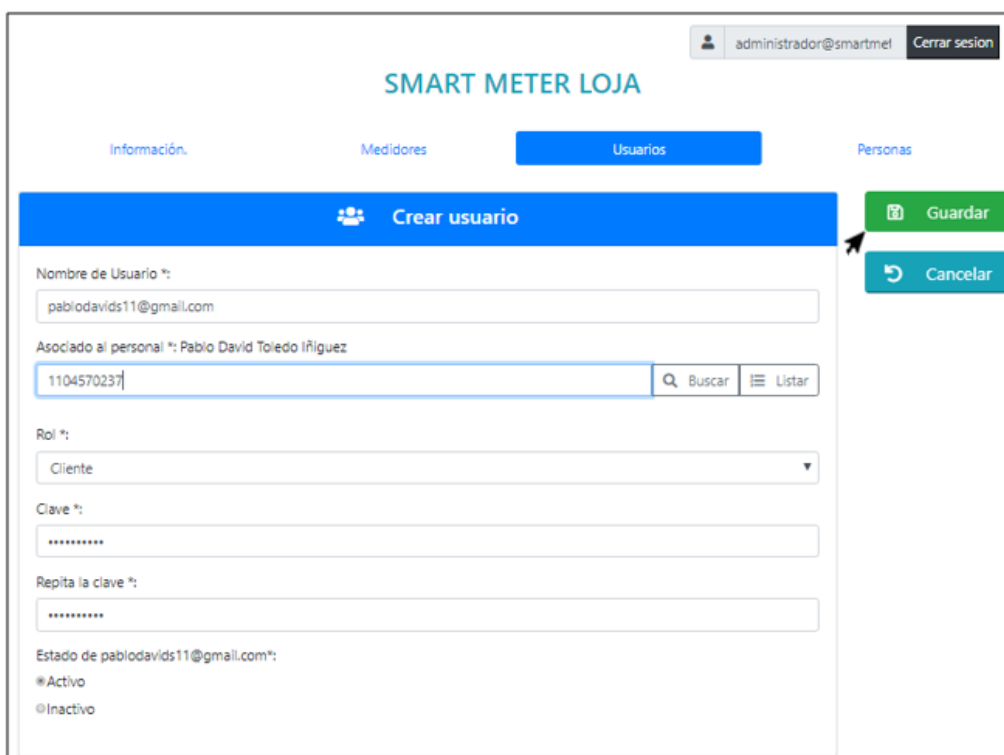 administrador@smartmet
Cerrar sesion
SMART METER LOJA
Información.
Medidores
Usuarios
Personas
Crear usuario
Guardar
Cancelar
Nombre de Usuario *:
pablodavids11@gmail.com
Asociado al personal *: Pablo David Toledo Iñiguez
1104570237
Buscar
Listar
Rol *:
Cliente
Clave *:
••••••••••
Repita la clave *:
••••••••••
Estado de pablodavids11@gmail.com*:
Activo
Inactivo